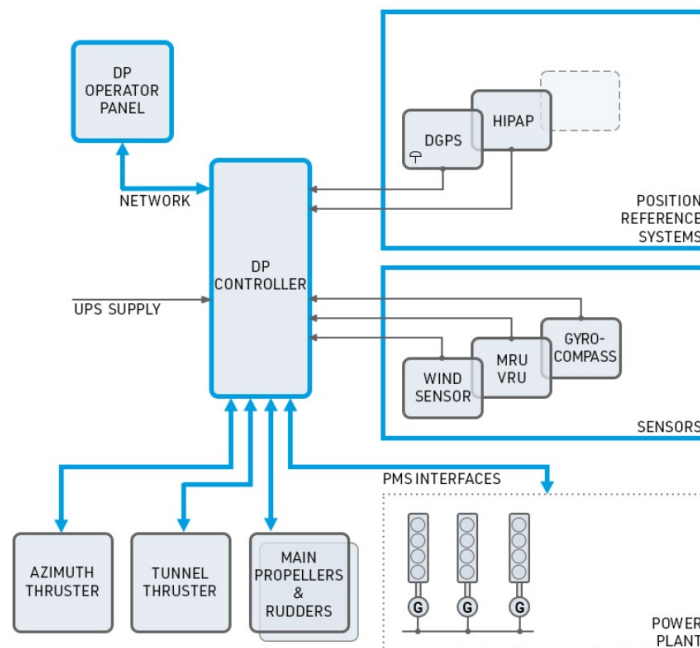 DP
OPERATOR
PANEL
NETWORK
DP
CONTROLLER
UPS SUPPLY
DGPS
HIPAP
POSITION
REFERENCE
SYSTEMS
GYRO-
COMPASS
MRU
VRU
WIND
SENSOR
SENSORS
PMS INTERFACES
AZIMUTH
THRUSTER
TUNNEL
THRUSTER
MAIN
PROPELLERS
&
RUDDERS
G G G
POWER
PLANT